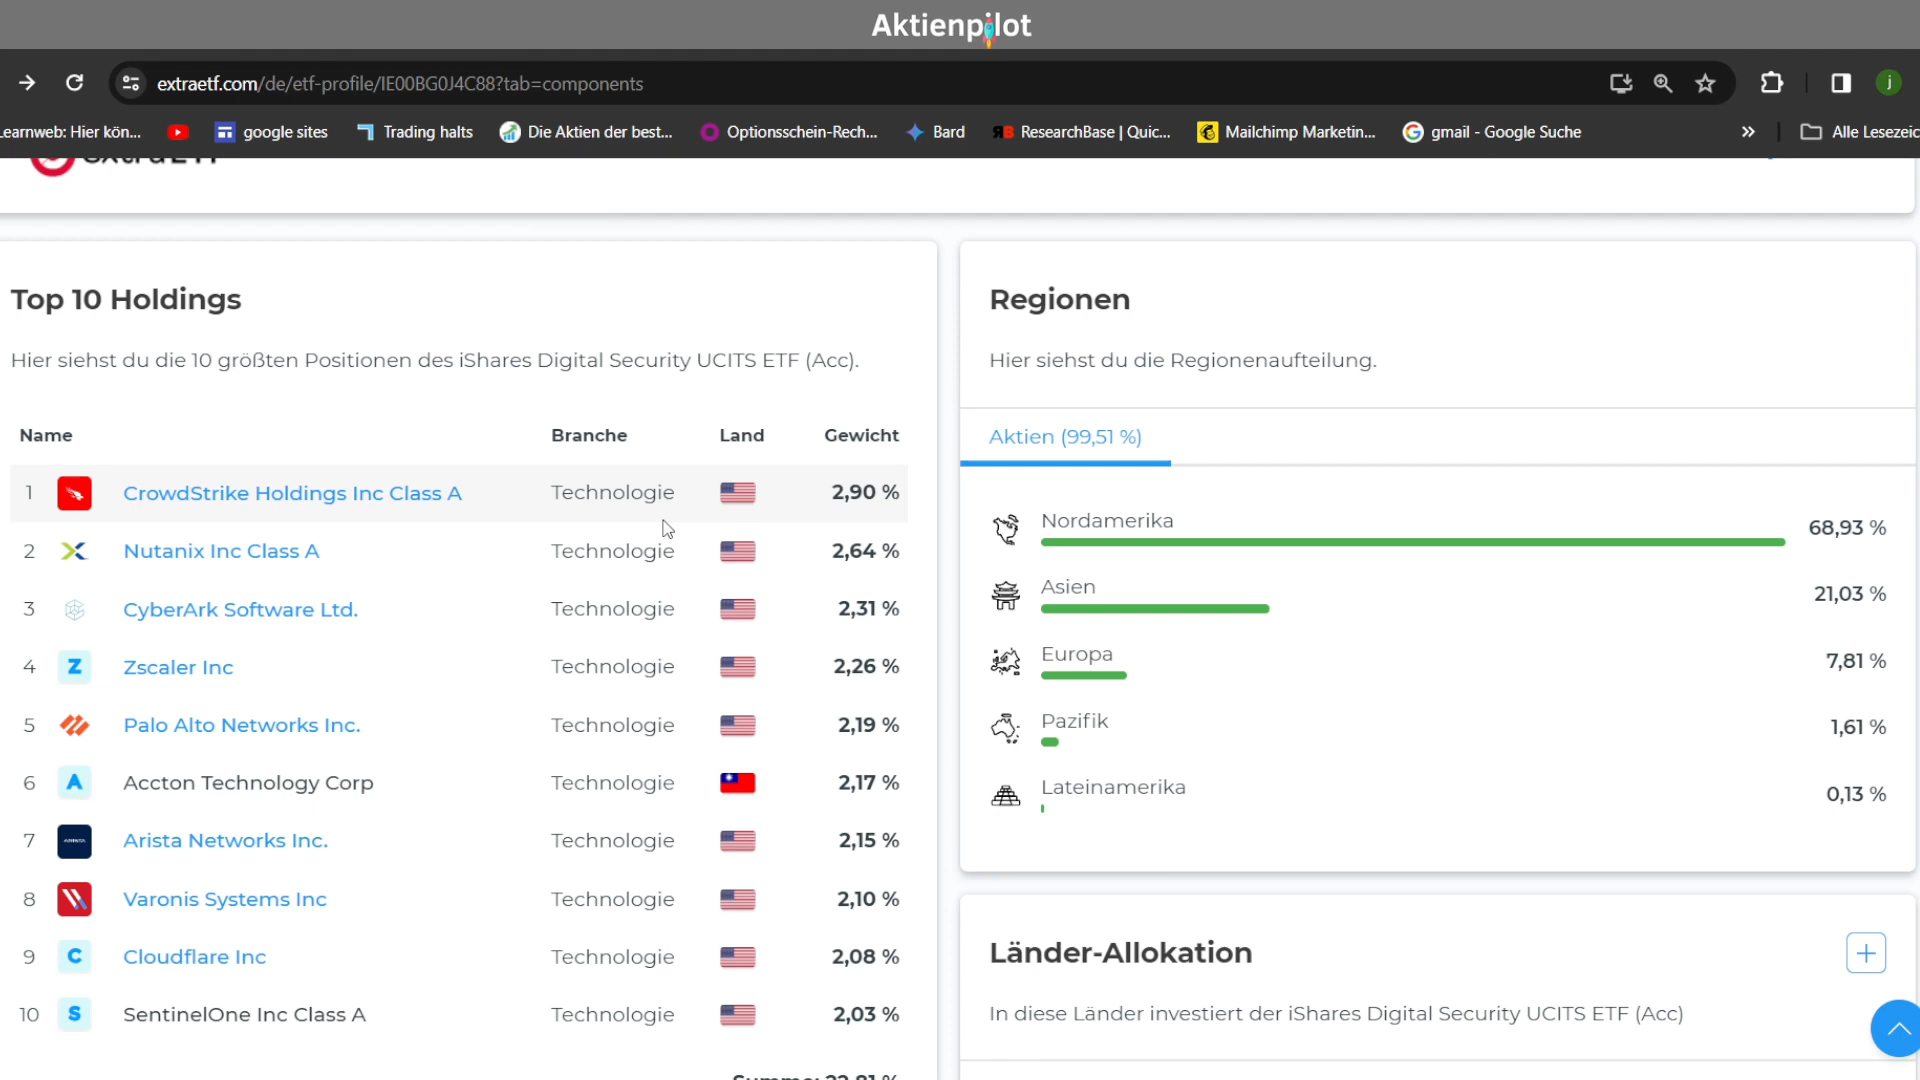 Aktienpilot
extraetf.com/de/etf-profile/IE00BG0J4C88?tab=components
j
Learnweb: Hier kön...
google sites
Trading halts
Die Aktien der best...
Optionsschein-Rech...
Bard
ResearchBase | Quic...
Mailchimp Marketin...
gmail - Google Suche
»
Alle Lesezeic
extraETF
Top 10 Holdings
Hier siehst du die 10 größten Positionen des iShares Digital Security UCITS ETF (Acc).
Name Branche Land Gewicht
1 CrowdStrike Holdings Inc Class A Technologie 2,90 %
2 Nutanix Inc Class A Technologie 2,64 %
3 CyberArk Software Ltd. Technologie 2,31 %
4 Z Zscaler Inc Technologie 2,26 %
5 Palo Alto Networks Inc. Technologie 2,19 %
6 A Accton Technology Corp Technologie 2,17 %
7 Arista Networks Inc. Technologie 2,15 %
8 Varonis Systems Inc Technologie 2,10 %
9 C Cloudflare Inc Technologie 2,08 %
10 S SentinelOne Inc Class A Technologie 2,03 %
Summe: 22,81 %
Regionen
Hier siehst du die Regionenaufteilung.
Aktien (99,51 %)
Nordamerika 68,93 %
Asien 21,03 %
Europa 7,81 %
Pazifik 1,61 %
Lateinamerika 0,13 %
Länder-Allokation
In diese Länder investiert der iShares Digital Security UCITS ETF (Acc)